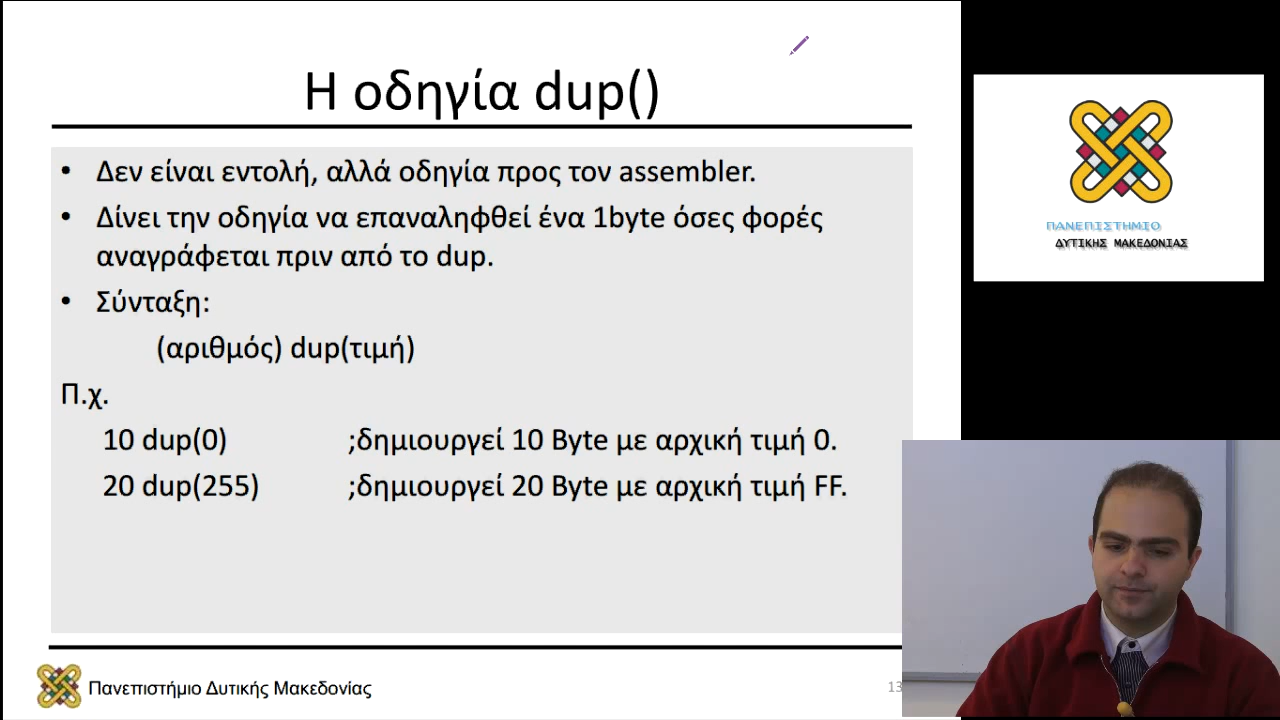 Η οδηγία dup()
• Δεν είναι εντολή, αλλά οδηγία προς τον assembler.
• Δίνει την οδηγία να επαναληφθεί ένα 1byte όσες φορές
αναγράφεται πριν από το dup.
• Σύνταξη:
(αριθμός) dup(τιμή)
Π.χ.
10 dup(0) ;δημιουργεί 10 Byte με αρχική τιμή 0.
20 dup(255) ;δημιουργεί 20 Byte με αρχική τιμή FF.
Πανεπιστήμιο Δυτικής Μακεδονίας
13
ΠΑΝΕΠΙΣΤΗΜΙΟ
ΔΥΤΙΚΗΣ ΜΑΚΕΔΟΝΙΑΣ